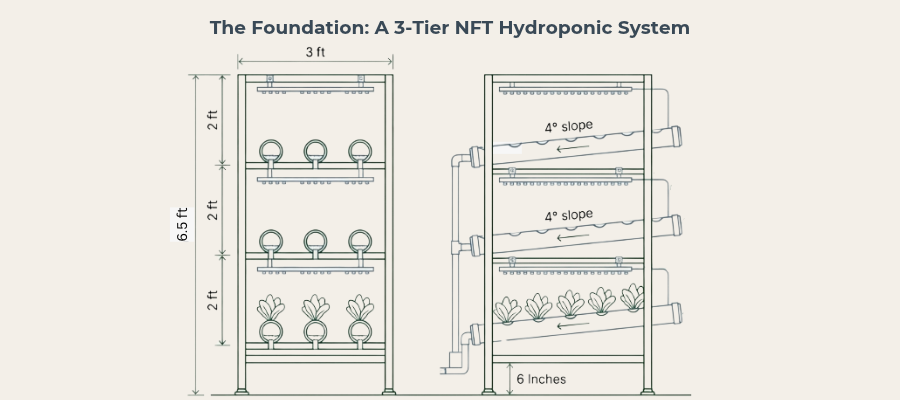 The Foundation: A 3-Tier NFT Hydroponic System
3 ft
2 ft
4° slope
6.5 ft
2 ft
4° slope
2 ft
6 Inches